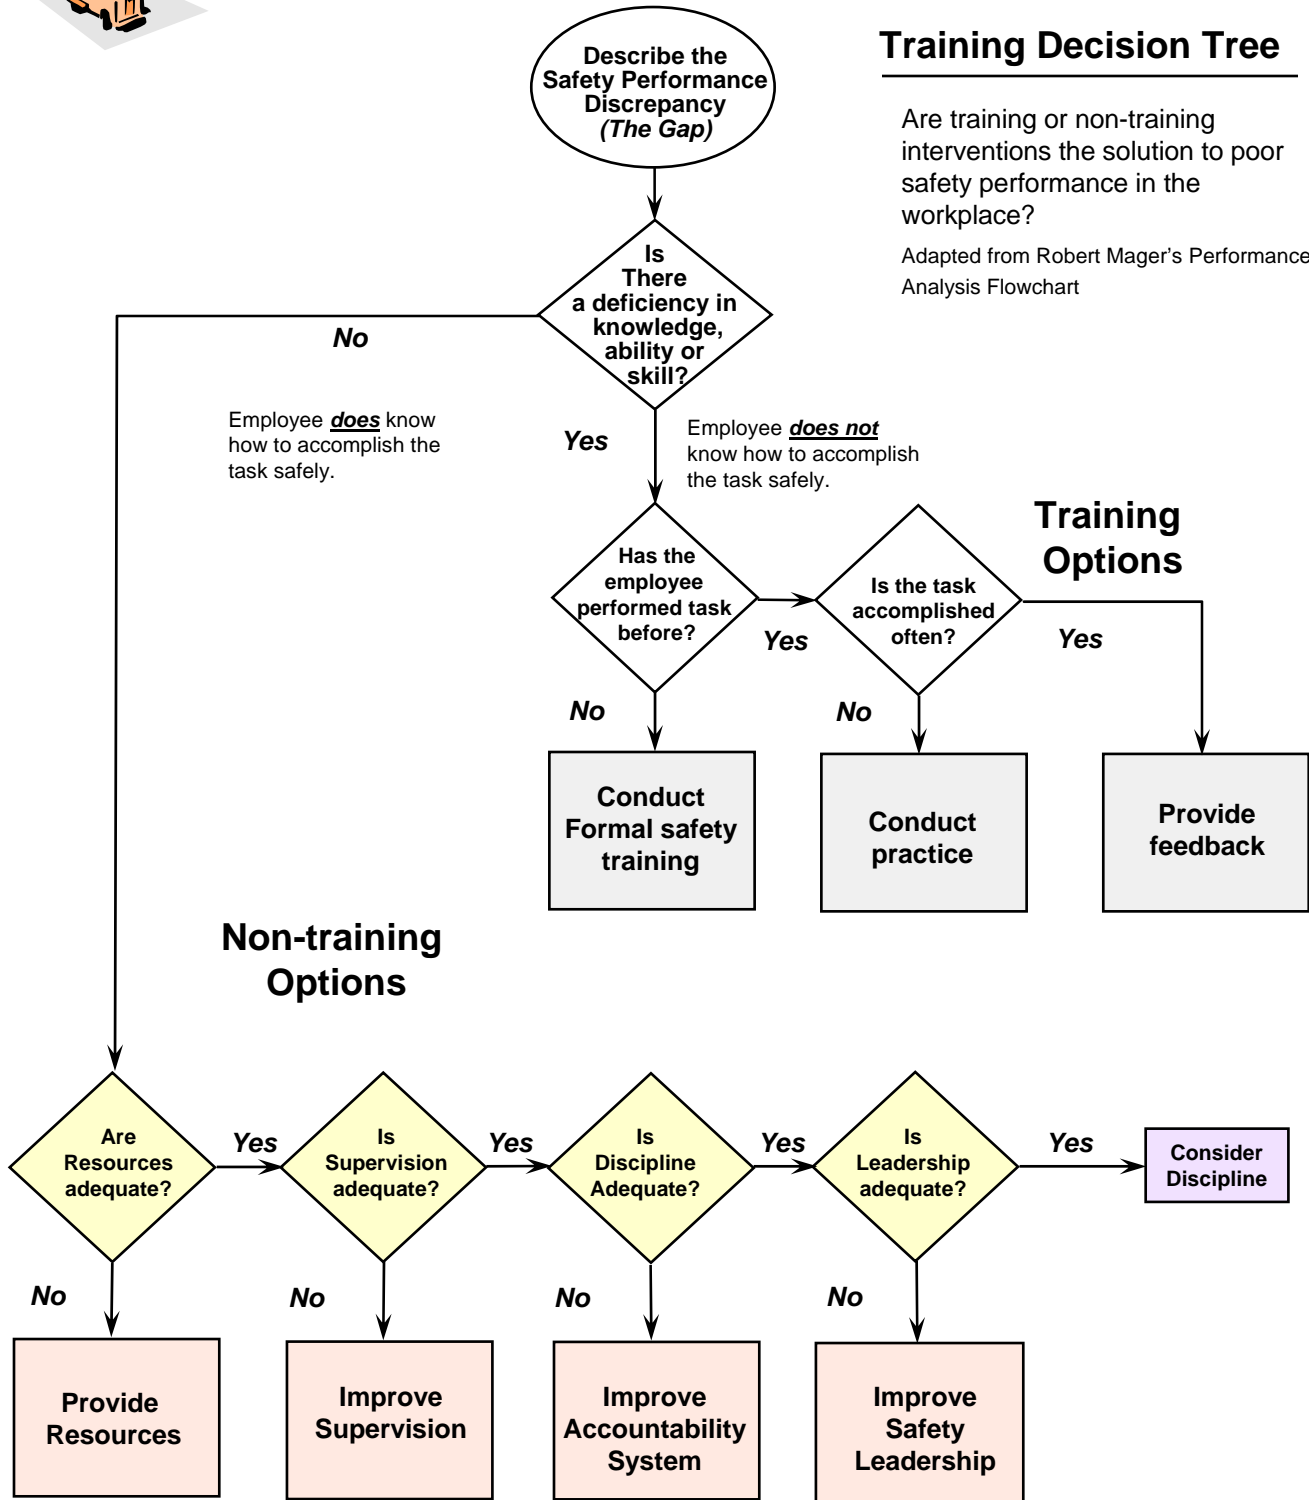 Training Decision Tree
Are training or non-training
interventions the solution to poor
safety performance in the
workplace?
Adapted from Robert Mager's Performance
Analysis Flowchart
Describe the
Safety Performance
Discrepancy
(The Gap)
Is
There
a deficiency in
knowledge,
ability or
skill?
No
Employee does know
how to accomplish the
task safely.
Yes
Employee does not
know how to accomplish
the task safely.
Training
Options
Has the
employee
performed task
before?
Yes
Is the task
accomplished
often?
Yes
No
No
Conduct
Formal safety
training
Conduct
practice
Provide
feedback
Non-training
Options
Are
Resources
adequate?
Yes
Is
Supervision
adequate?
Yes
Is
Discipline
Adequate?
Yes
Is
Leadership
adequate?
Yes
Consider
Discipline
No
No
No
No
Provide
Resources
Improve
Supervision
Improve
Accountability
System
Improve
Safety
Leadership